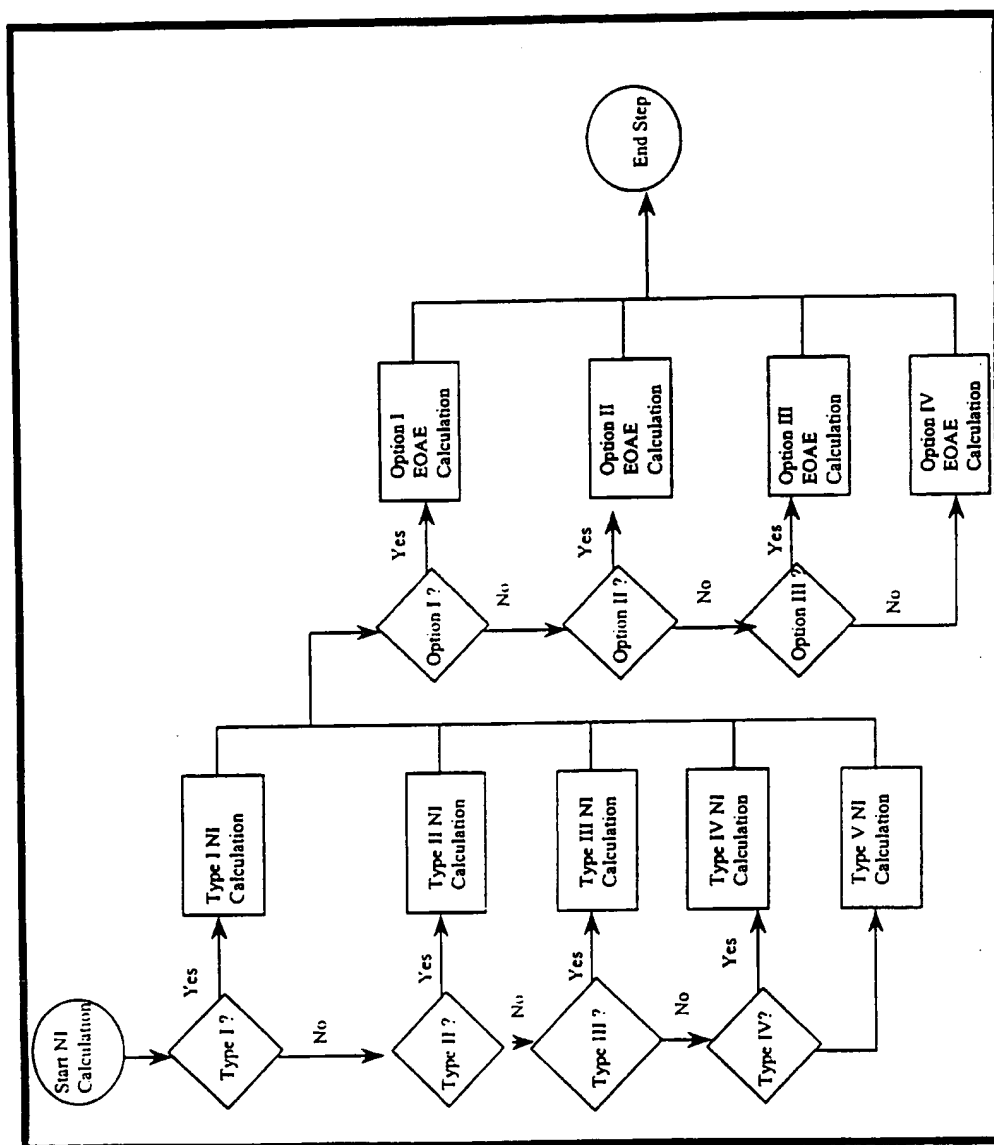 Start NI
Calculation
Type I ?
Yes
Type I NI
Calculation
No
Type II ?
Yes
Type II NI
Calculation
No
Type III ?
Yes
Type III NI
Calculation
No
Type IV?
Yes
Type IV NI
Calculation
Type V NI
Calculation
Option I ?
Yes
Option I
EOAE
Calculation
No
Option II ?
Yes
Option II
EOAE
Calculation
No
Option III ?
Yes
Option III
EOAE
Calculation
No
Option IV
EOAE
Calculation
End Step